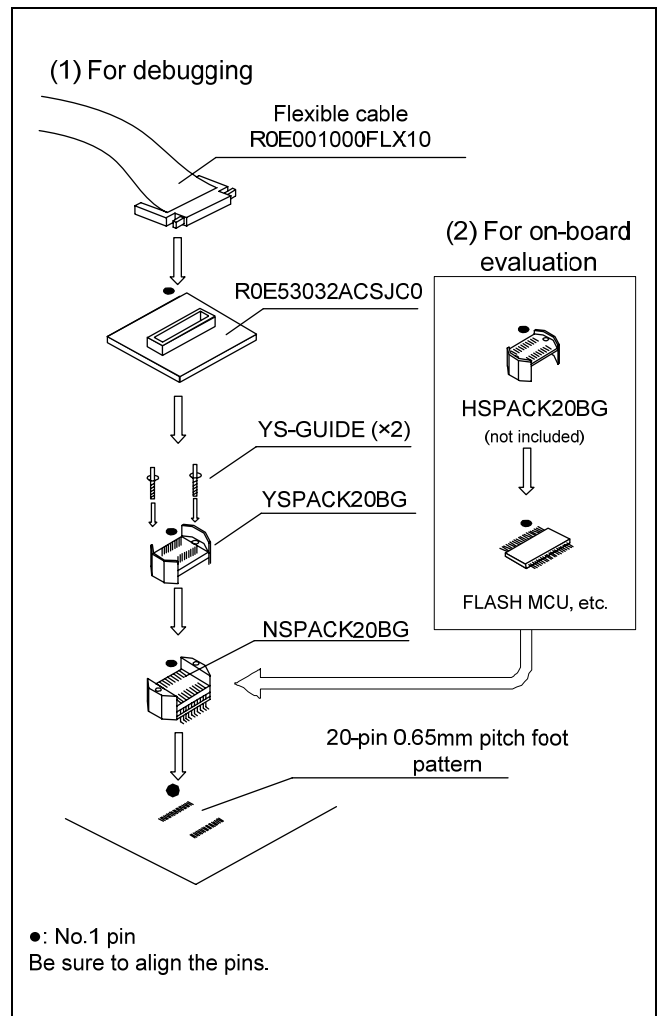 (1) For debugging
Flexible cable
R0E001000FLX10
(2) For on-board
evaluation
R0E53032ACSJC0
HSPACK20BG
(not included)
YS-GUIDE (×2)
YSPACK20BG
FLASH MCU, etc.
NSPACK20BG
20-pin 0.65mm pitch foot
pattern
●: No.1 pin
Be sure to align the pins.